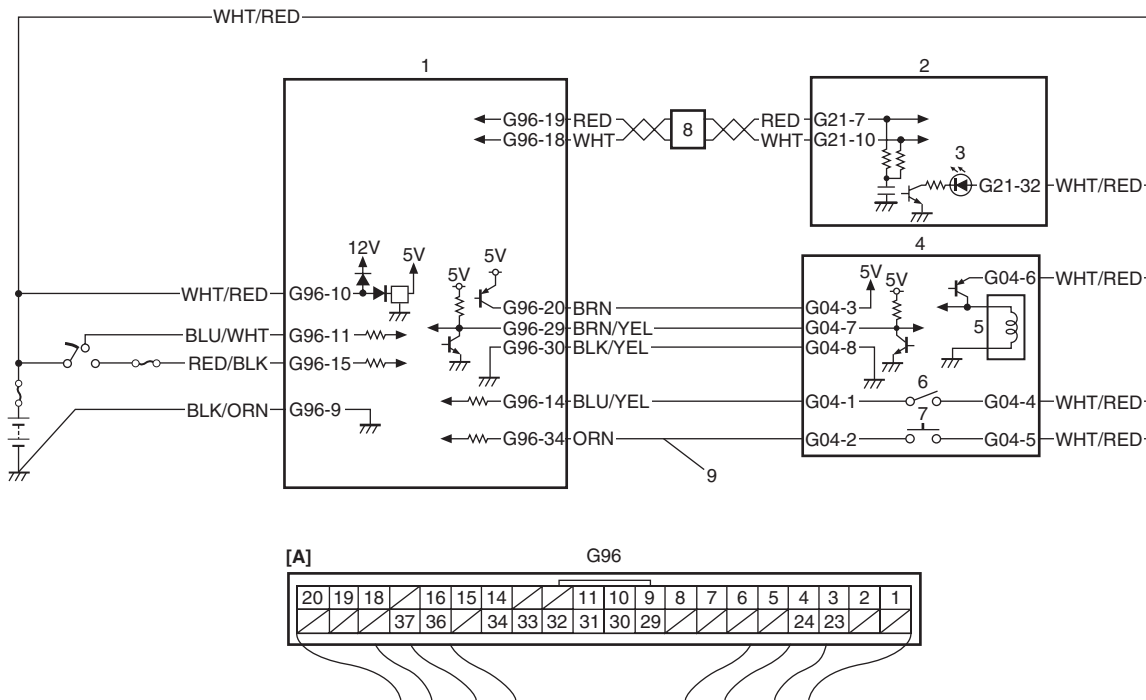 WHT/RED
1
2
G96-19 RED
8
RED G21-7
G96-18 WHT
WHT G21-10
3
G21-32 WHT/RED
4
12V 5V
5V 5V
5V 5V
G04-6 WHT/RED
WHT/RED G96-10
G96-20 BRN
G04-3
G96-29 BRN/YEL
G04-7
5
BLU/WHT G96-11
G96-30 BLK/YEL
G04-8
RED/BLK G96-15
6
G96-14 BLU/YEL
G04-1
G04-4 WHT/RED
BLK/ORN G96-9
7
G96-34 ORN
G04-2
G04-5 WHT/RED
9
[A] G96
20 19 18 16 15 14 11 10 9 8 7 6 5 4 3 2 1
37 36 34 33 32 31 30 29 24 23